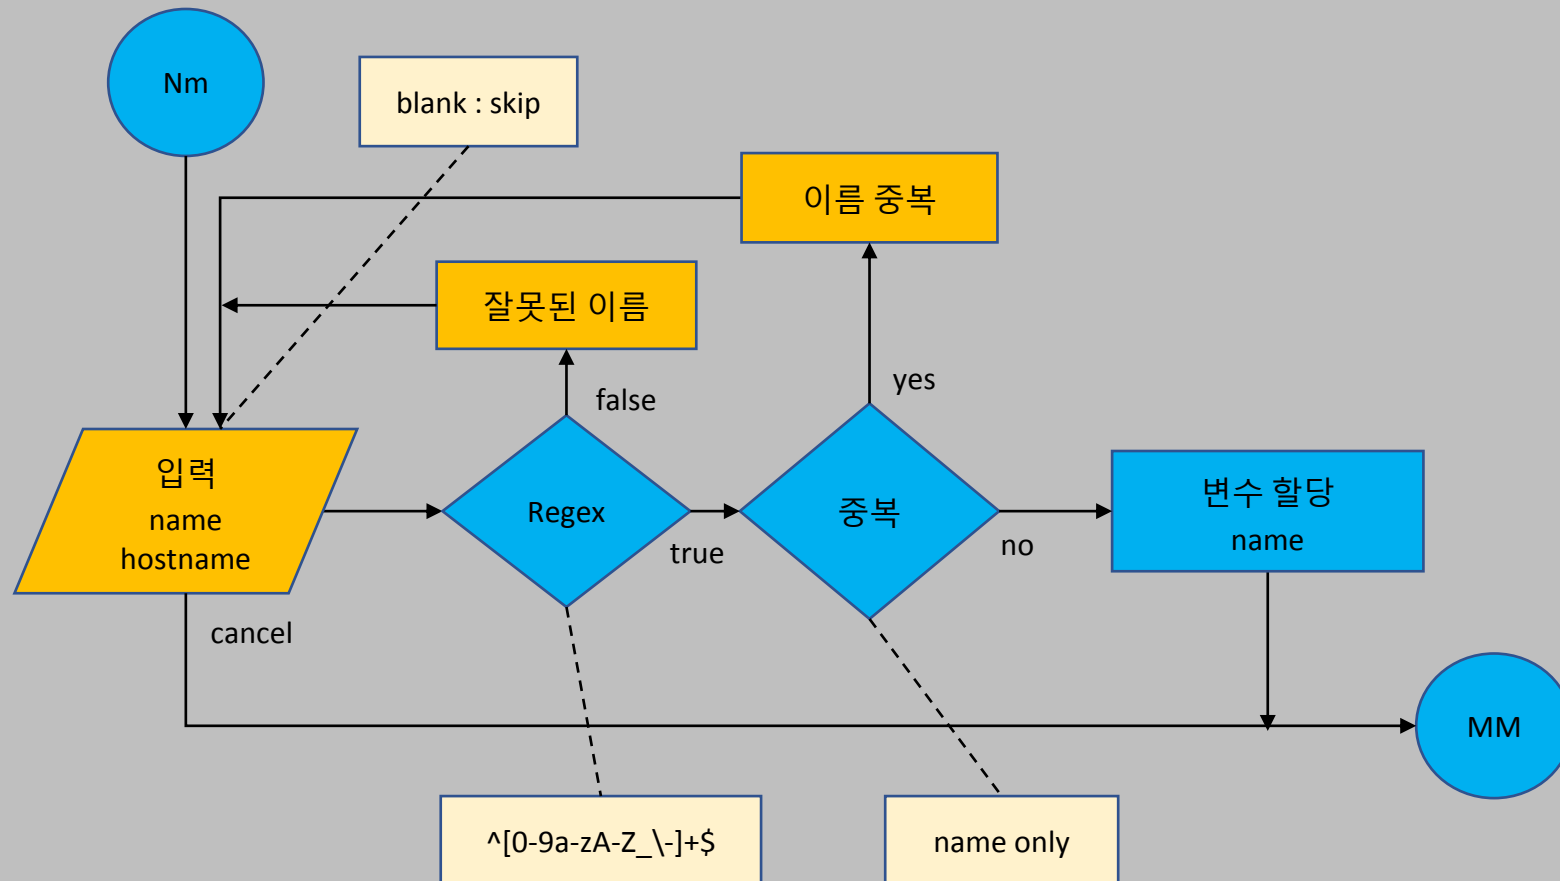 Nm
blank : skip
이름 중복
잘못된 이름
false
yes
입력
name
hostname
Regex
true
중복
no
변수 할당
name
cancel
MM
^[0-9a-zA-Z_\-]+$
name only